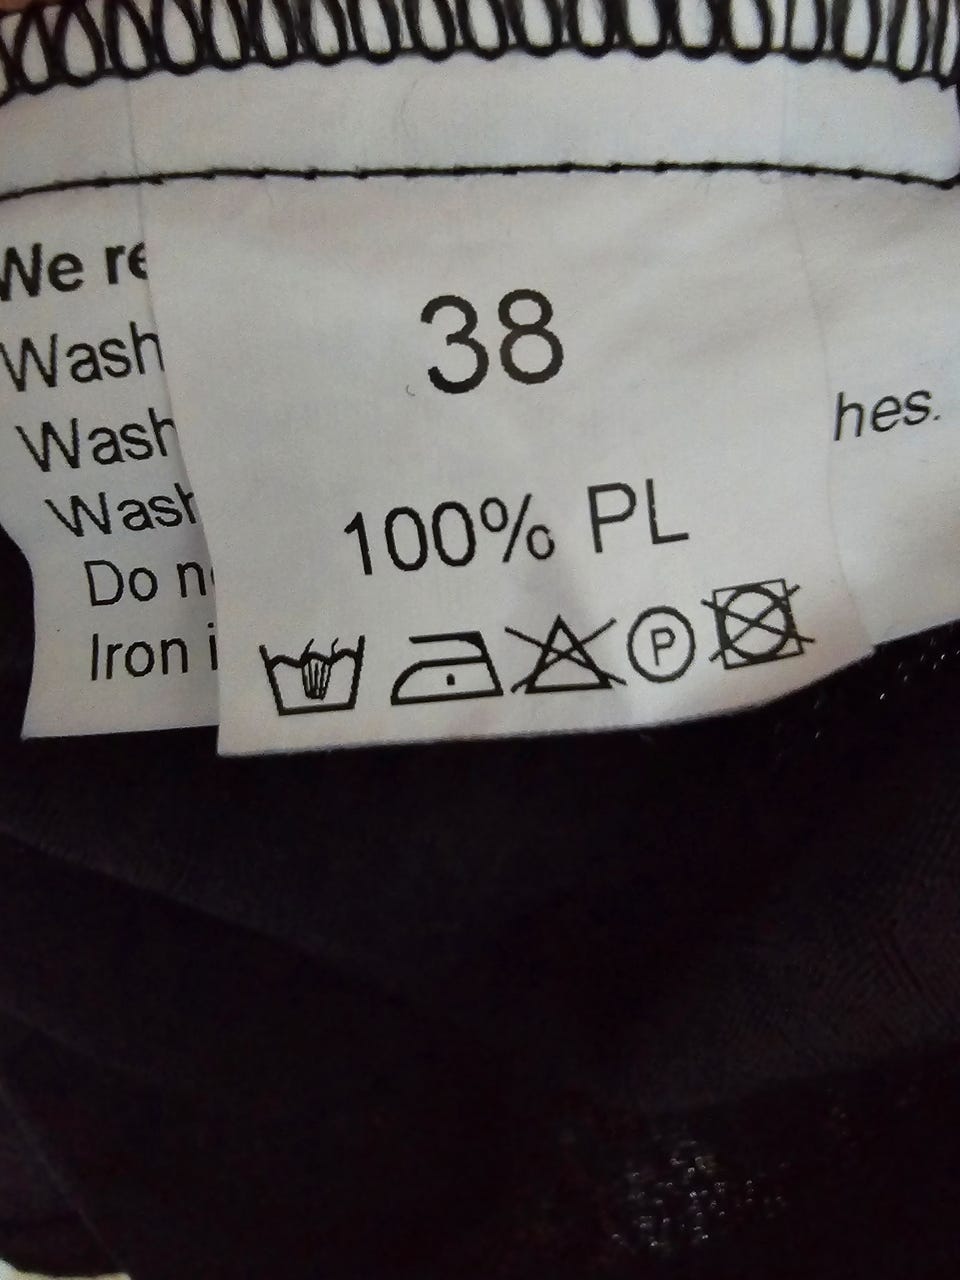 We re
Wash
Wash
Wash
Do n
Iron i
hes.
38
100% PL
P